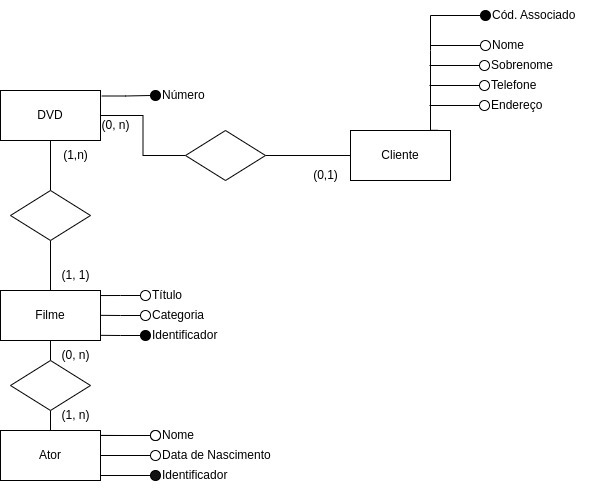 Cód. Associado
Nome
Sobrenome
Telefone
Endereço
Número
DVD
(0, n)
Cliente
(1,n)
(0,1)
(1, 1)
Título
Filme
Categoria
Identificador
(0, n)
(1, n)
Nome
Ator
Data de Nascimento
Identificador